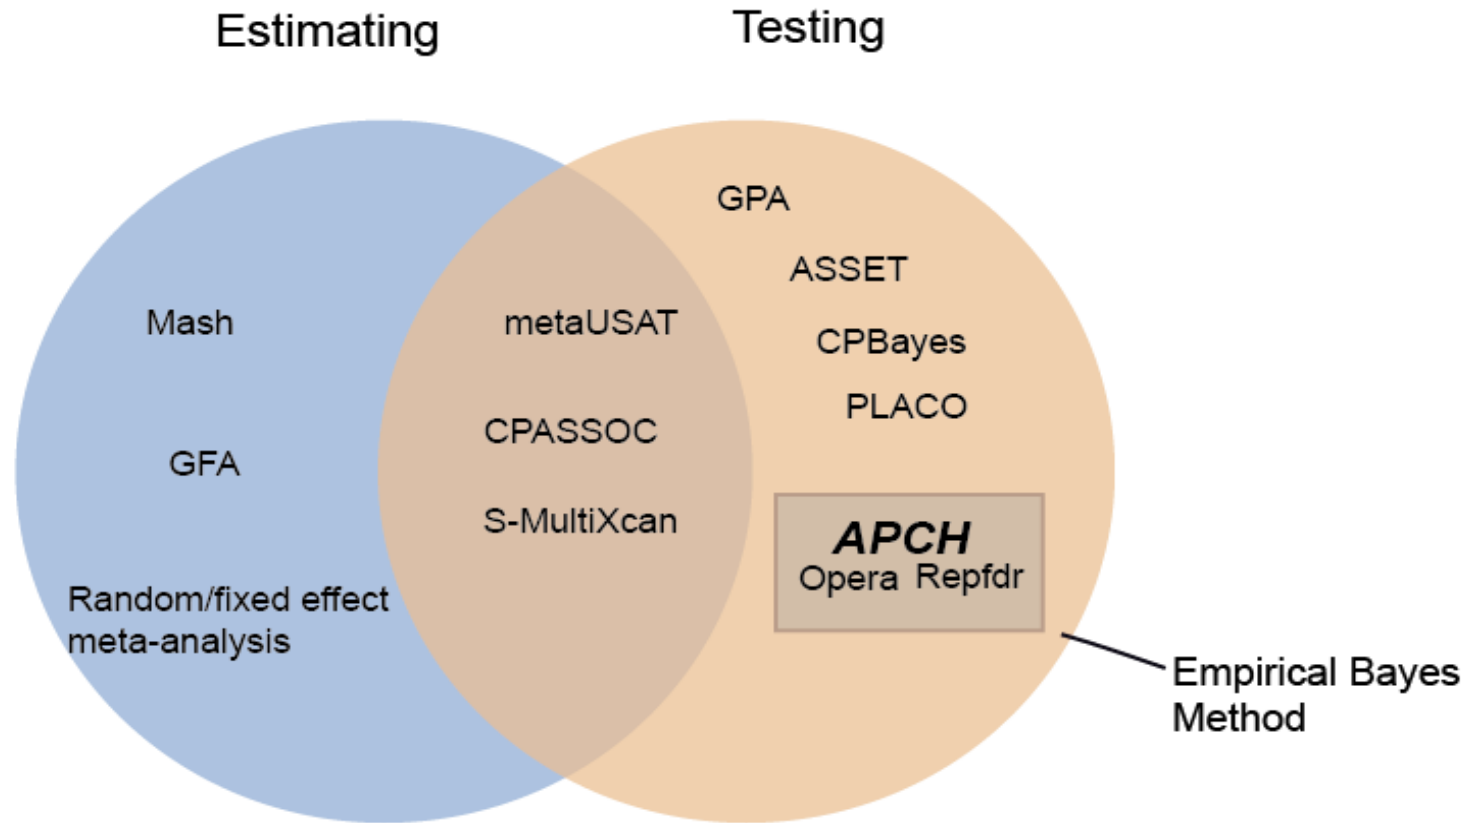 Estimating
Testing
GPA
ASSET
Mash
metaUSAT
CPBayes
PLACO
CPASSOC
GFA
S-MultiXcan
APCH
Opera Repfdr
Random/fixed effect
meta-analysis
Empirical Bayes
Method